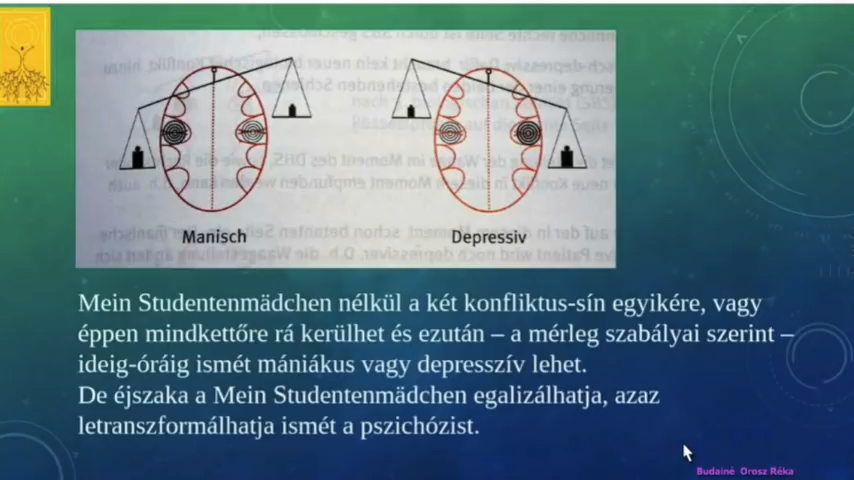 Manisch
Depressiv
Mein Studentenmädchen nélkül a két konfliktus-sín egyikére, vagy
éppen mindkettőre rá kerülhet és ezután – a mérleg szabályai szerint –
ideig-óráig ismét mániákus vagy depresszív lehet.
De éjszaka a Mein Studentenmädchen egalizálhatja, azaz
letranszformálhatja ismét a pszichózist.
Budainé Orosz Réka